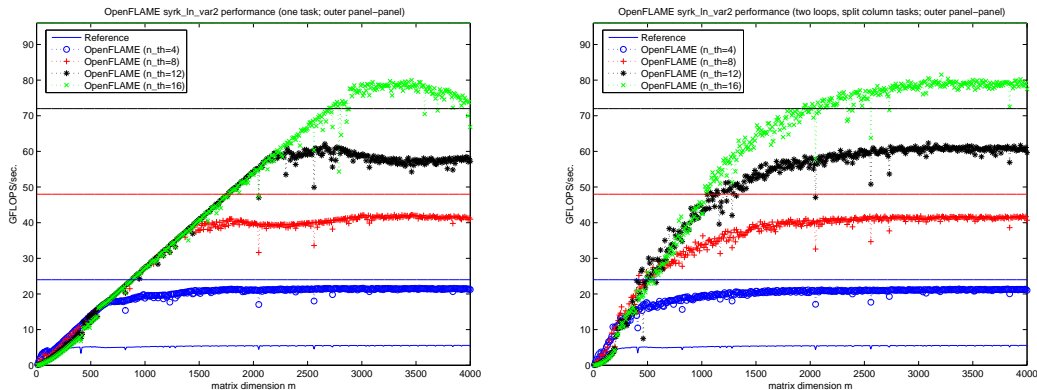 OpenFLAME syrk_ln_var2 performance (one task; outer panel-panel)
Reference
OpenFLAME (n_th=4)
OpenFLAME (n_th=8)
OpenFLAME (n_th=12)
OpenFLAME (n_th=16)
GFLOPS/sec.
90
80
70
60
50
40
30
20
10
0
0 500 1000 1500 2000 2500 3000 3500 4000
matrix dimension m
OpenFLAME syrk_ln_var2 performance (two loops, split column tasks; outer panel-panel)
Reference
OpenFLAME (n_th=4)
OpenFLAME (n_th=8)
OpenFLAME (n_th=12)
OpenFLAME (n_th=16)
GFLOPS/sec.
90
80
70
60
50
40
30
20
10
0
0 500 1000 1500 2000 2500 3000 3500 4000
matrix dimension m